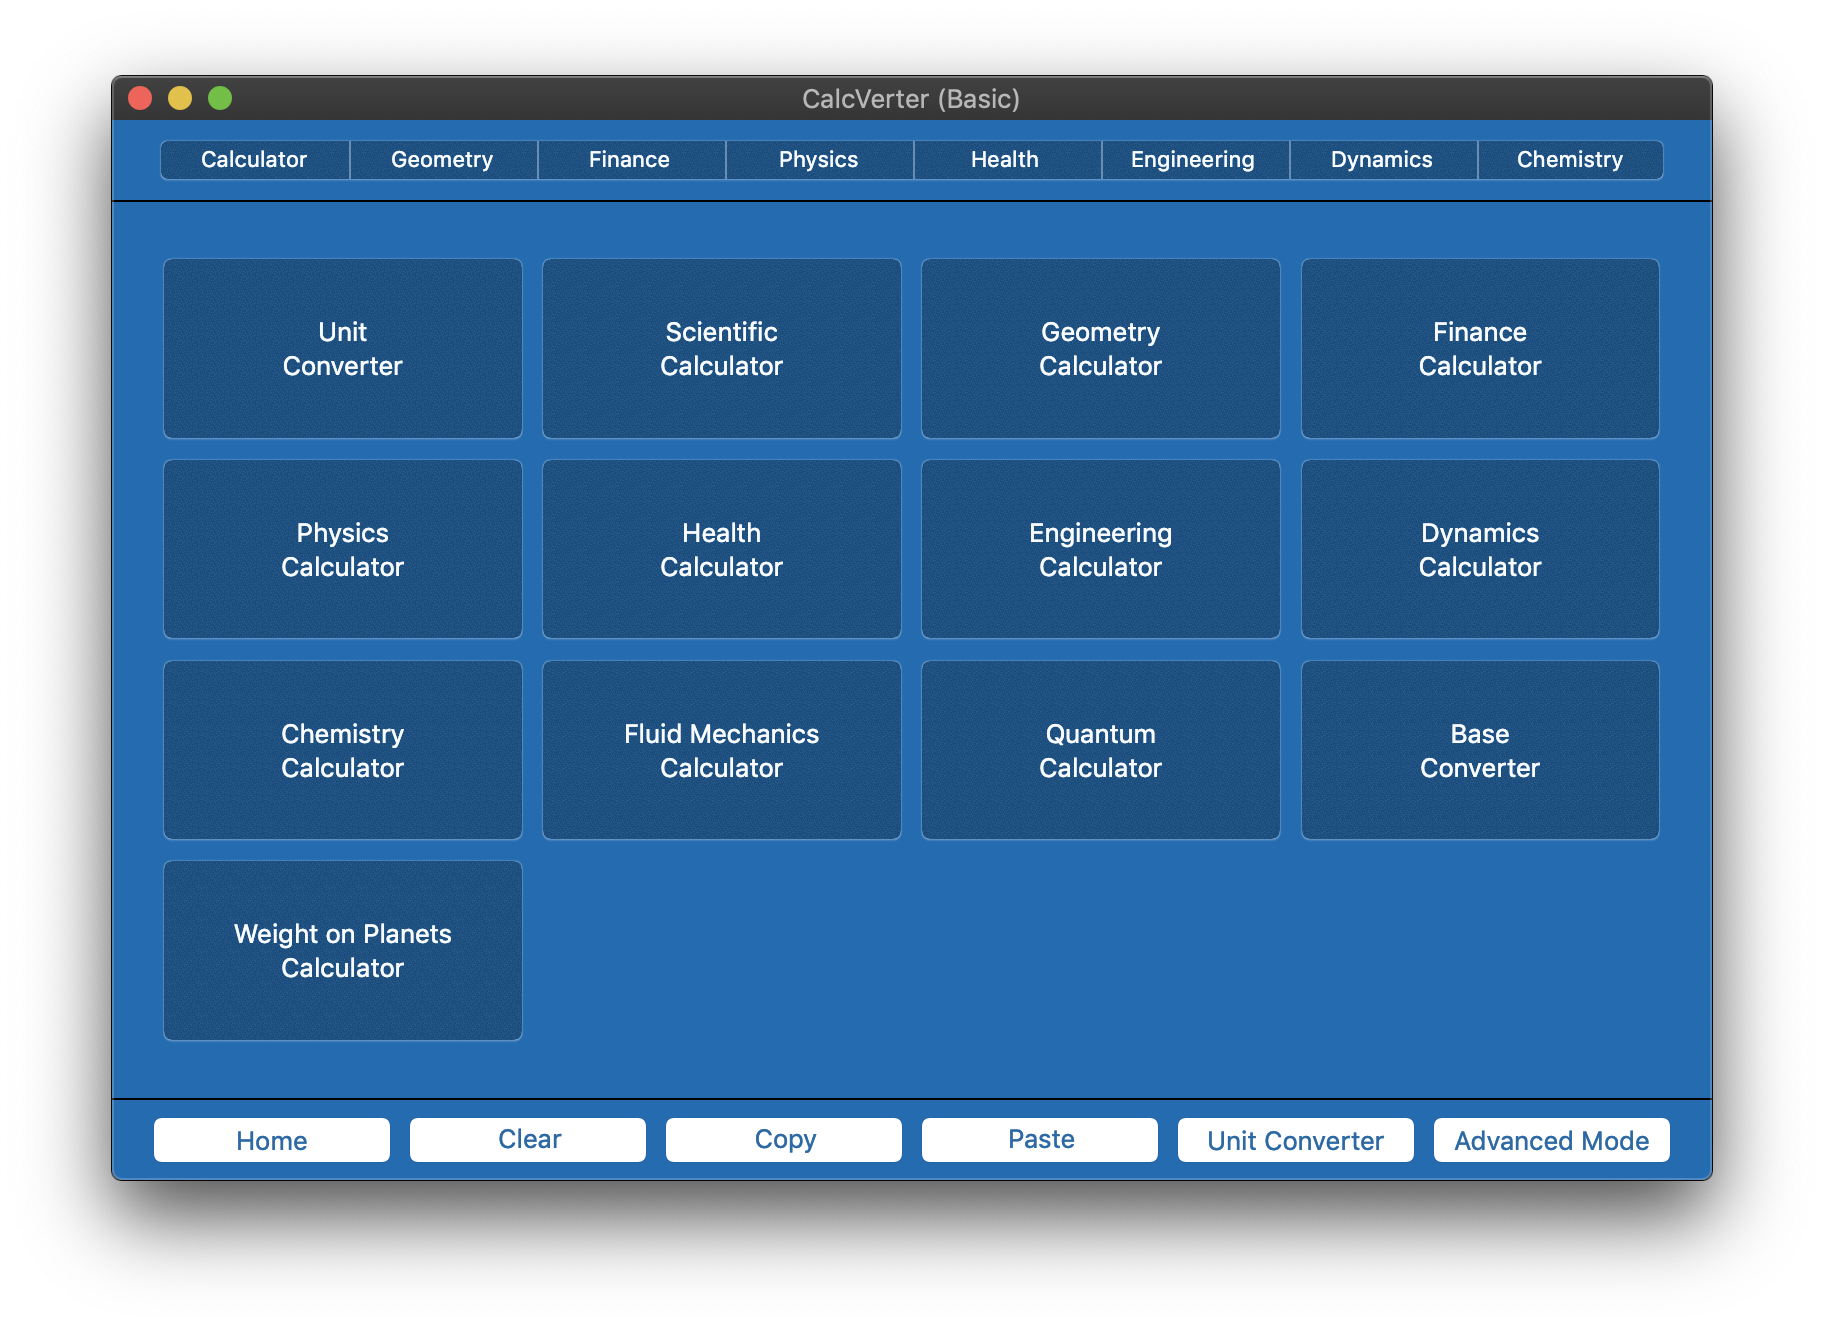 CalcVerter (Basic)
Calculator Geometry Finance Physics Health Engineering Dynamics Chemistry
Unit
Converter
Scientific
Calculator
Geometry
Calculator
Finance
Calculator
Physics
Calculator
Health
Calculator
Engineering
Calculator
Dynamics
Calculator
Chemistry
Calculator
Fluid Mechanics
Calculator
Quantum
Calculator
Base
Converter
Weight on Planets
Calculator
Home Clear Copy Paste Unit Converter Advanced Mode